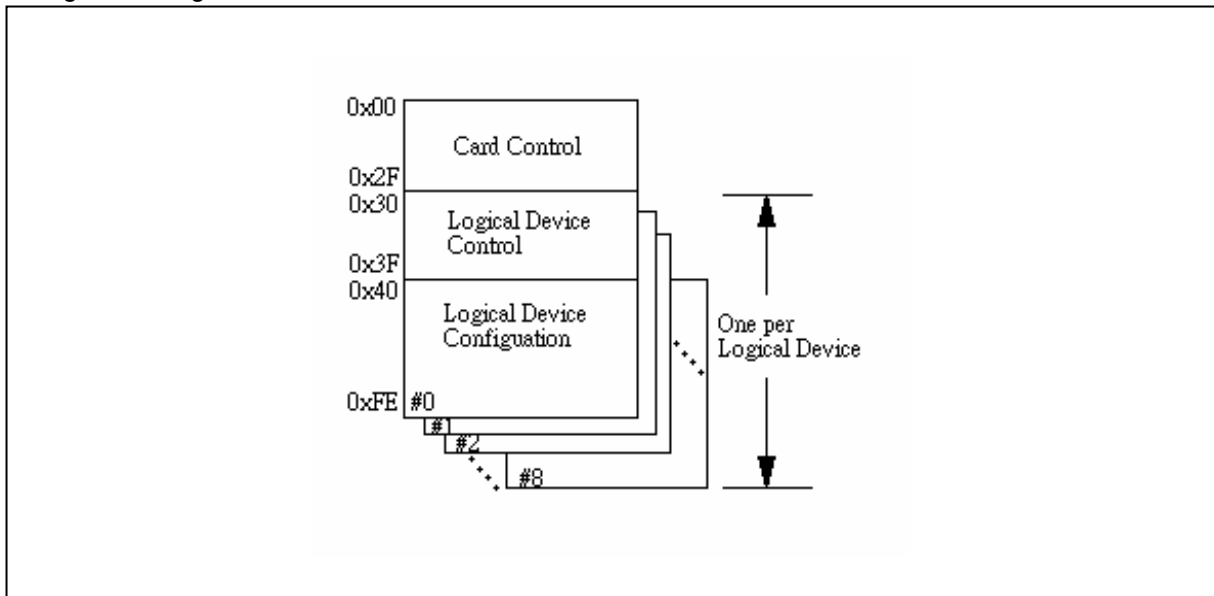 0x00
Card Control
0x2F
0x30
Logical Device
Control
0x3F
0x40
Logical Device
Configuation
One per
Logical Device
0xFE
#0
#1
#2
#8